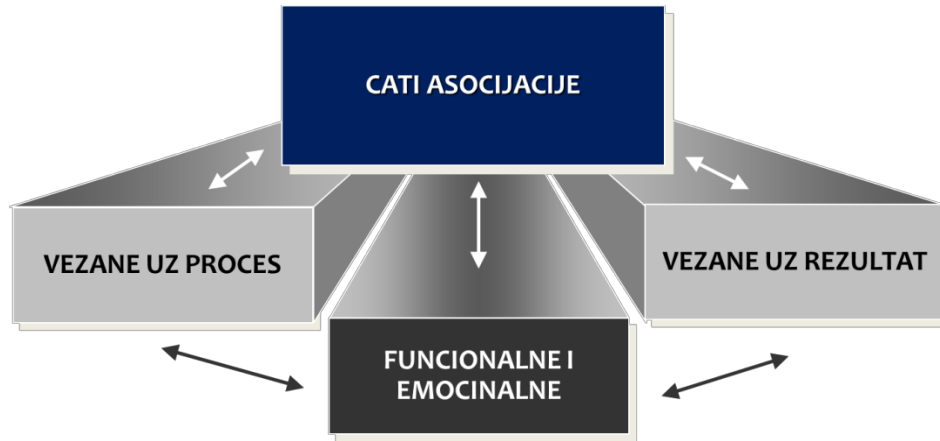 CATI ASOCIJACIJE
VEZANE UZ PROCES
VEZANE UZ REZULTAT
FUNCIONALNE I
EMOCINALNE